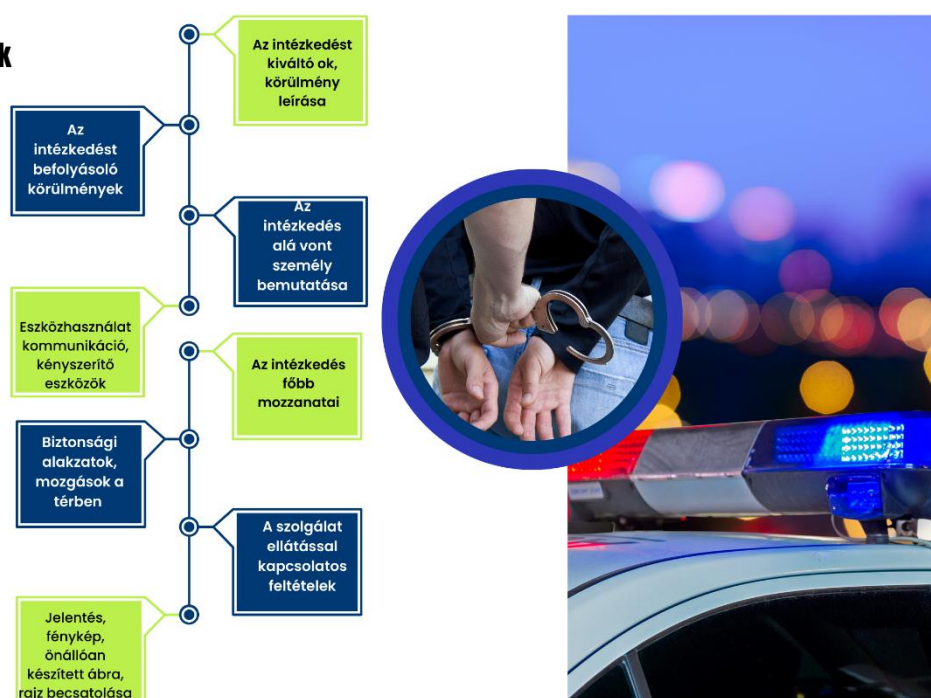 k
Az intézkedést
kiváltó ok,
körülmény
leírása
Az
intézkedést
befolyásoló
körülmények
Az
intézkedés
alá vont
személy
bemutatása
Eszközhasználat
kommunikáció,
kényszerítő
eszközök
Az intézkedés
főbb
mozzanatai
Biztonsági
alakzatok,
mozgások a
térben
A szolgálat
ellátással
kapcsolatos
feltételek
Jelentés,
fénykép,
önállóan
készített ábra,
rajz becsatolása